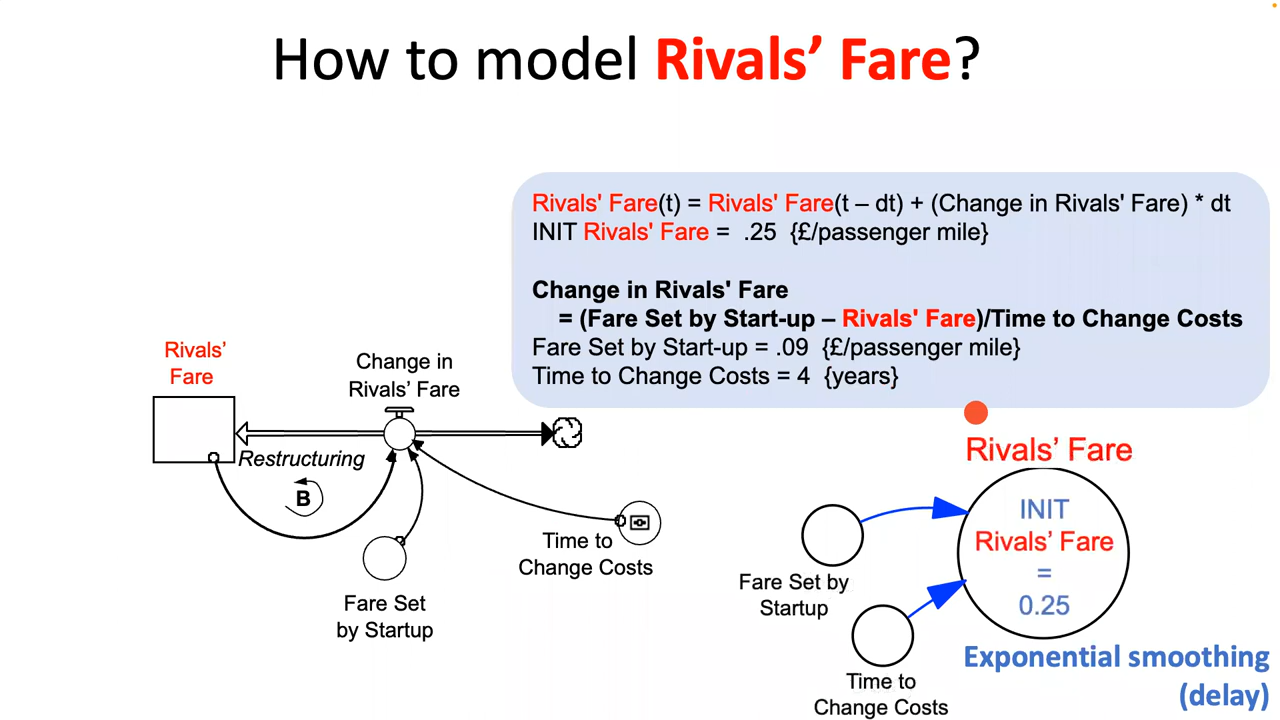 How to model Rivals’ Fare?
Rivals' Fare(t) = Rivals' Fare(t – dt) + (Change in Rivals' Fare) * dt
INIT Rivals' Fare = .25 {£/passenger mile}
Change in Rivals' Fare
= (Fare Set by Start-up – Rivals' Fare)/Time to Change Costs
Fare Set by Start-up = .09 {£/passenger mile}
Time to Change Costs = 4 {years}
Rivals’
Fare
Change in
Rivals’ Fare
Restructuring
B
Time to
Change Costs
Fare Set
by Startup
Rivals’ Fare
INIT
Rivals’ Fare
=
0.25
Fare Set by
Startup
Time to
Change Costs
Exponential smoothing
(delay)